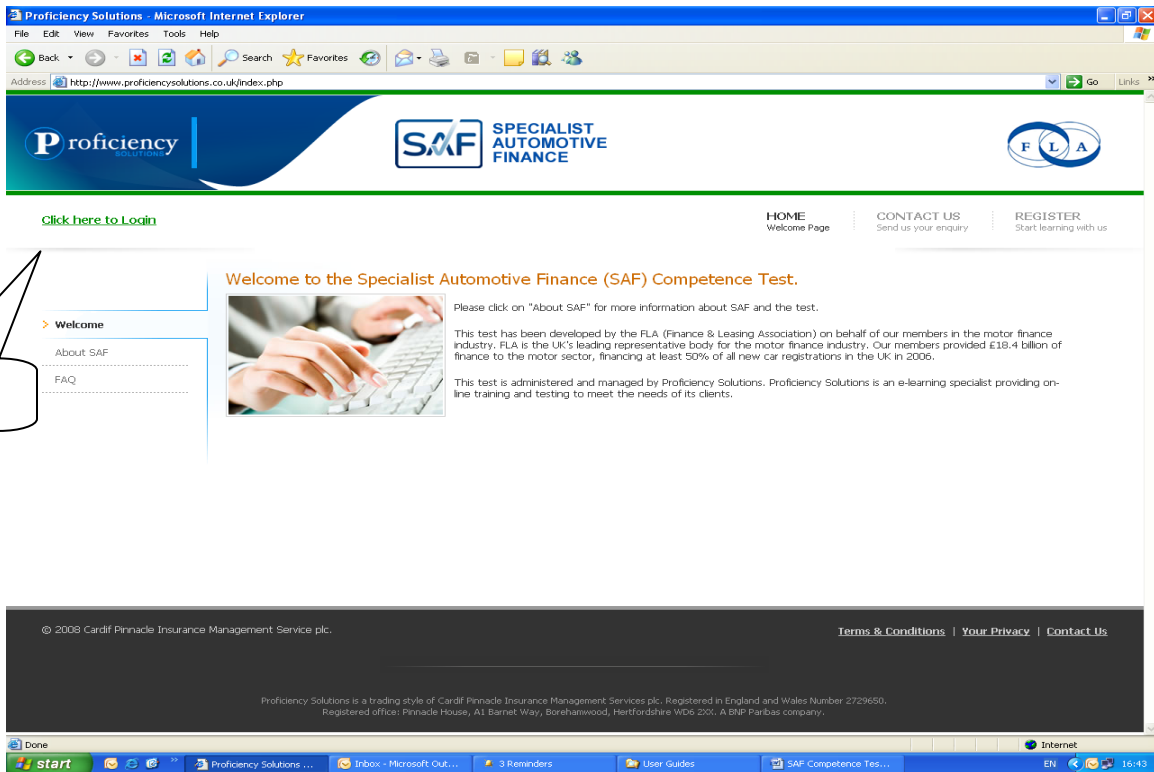 Proficiency Solutions - Microsoft Internet Explorer
File Edit View Favorites Tools Help
Back Search Favorites
Address http://www.proficiencysolutions.co.uk/index.php Go Links »
Proficiency
SOLUTIONS
SAF
SPECIALIST
AUTOMOTIVE
FINANCE
F L A
Click here to Login
HOME CONTACT US REGISTER
Welcome Page Send us your enquiry Start learning with us
Welcome to the Specialist Automotive Finance (SAF) Competence Test.
> Welcome
About SAF
FAQ
Please click on "About SAF" for more information about SAF and the test.
This test has been developed by the FLA (Finance & Leasing Association) on behalf of our members in the motor finance
industry. FLA is the UK's leading representative body for the motor finance industry. Our members provided £18.4 billion of
finance to the motor sector, financing at least 50% of all new car registrations in the UK in 2006.
This test is administered and managed by Proficiency Solutions. Proficiency Solutions is an e-learning specialist providing on-
line training and testing to meet the needs of its clients.
© 2008 Cardif Pinnacle Insurance Management Service plc.
Terms & Conditions | Your Privacy | Contact Us
Proficiency Solutions is a trading style of Cardif Pinnacle Insurance Management Services plc. Registered in England and Wales Number 2729650.
Registered office: Pinnacle House, A1 Barnet Way, Borehamwood, Hertfordshire WD6 2XX. A BNP Paribas company.
Done Internet
start » Proficiency Solutions ... Inbox - Microsoft Out... 3 Reminders User Guides SAF Competence Tes... EN 16:43